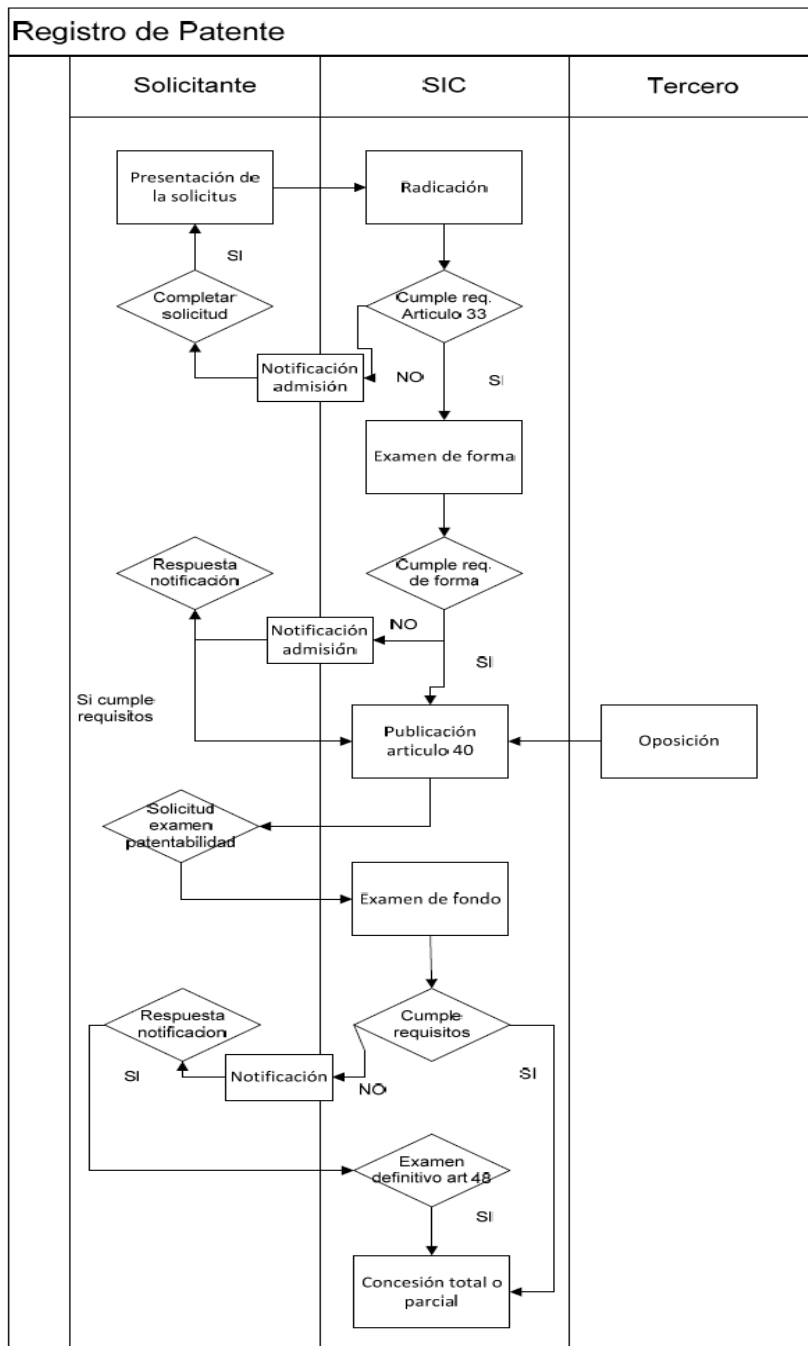 Registro de Patente
Solicitante
SIC
Tercero
Presentación de
la solicitus
Radicación
SI
Completar
solicitud
Cumple req.
Articulo 33
Notificación
admisión
NO
SI
Examen de forma
Respuesta
notificación
Cumple req.
de forma
Notificación
admisión
NO
SI
Si cumple
requisitos
Publicación
articulo 40
Oposición
Solicitud
examen
patentabilidad
Examen de fondo
Respuesta
notificacion
Cumple
requisitos
SI
Notificación
NO
SI
Examen
definitivo art 48
SI
Concesión total o
parcial